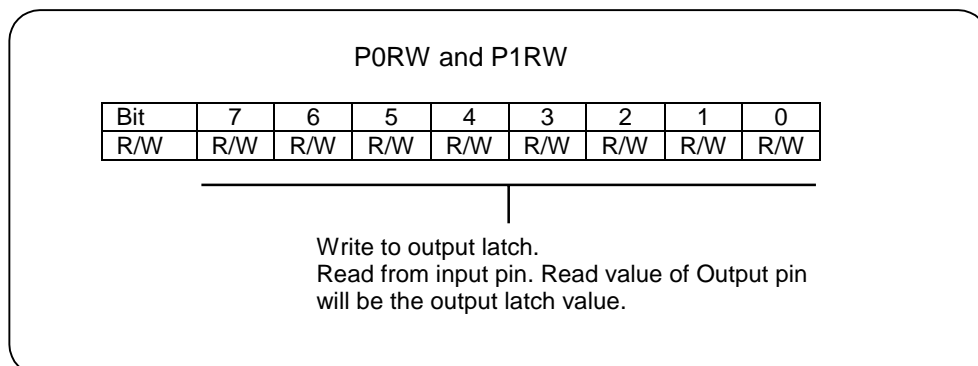 P0RW and P1RW
Bit 7 6 5 4 3 2 1 0
R/W R/W R/W R/W R/W R/W R/W R/W R/W
Write to output latch.
Read from input pin. Read value of Output pin
will be the output latch value.